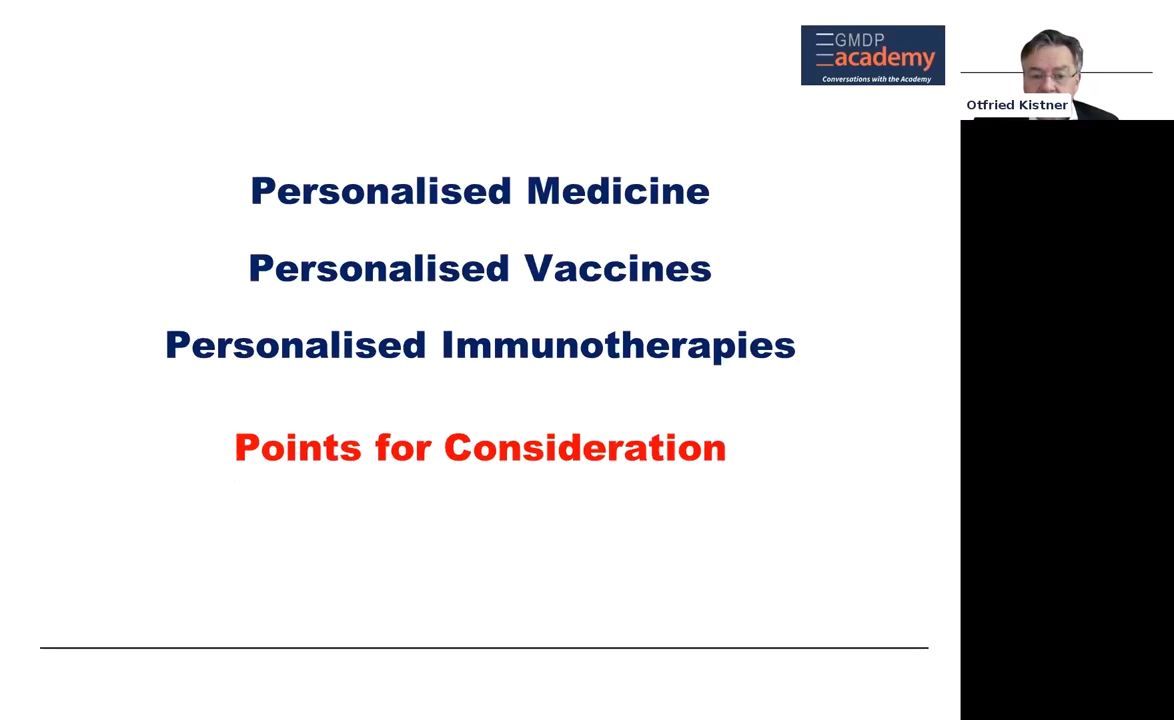 GMDP
academy
Conversations with the Academy
Otfried Kistner
Personalised Medicine
Personalised Vaccines
Personalised Immunotherapies
Points for Consideration